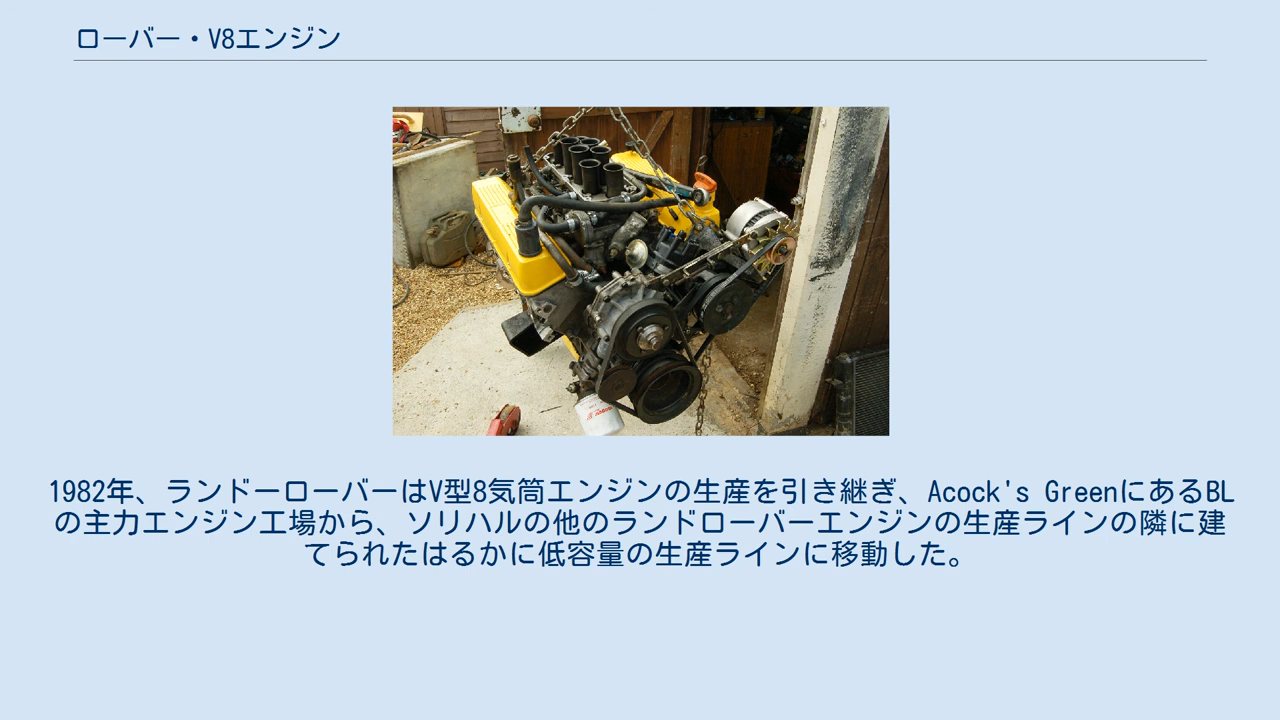 ローバー・V8エンジン
1982年、ランドーローバーはV型8気筒エンジンの生産を引き継ぎ、Acock's GreenにあるBL
の主力エンジン工場から、ソリハルの他のランドローバーエンジンの生産ラインの隣に建
てられたはるかに低容量の生産ラインに移動した。